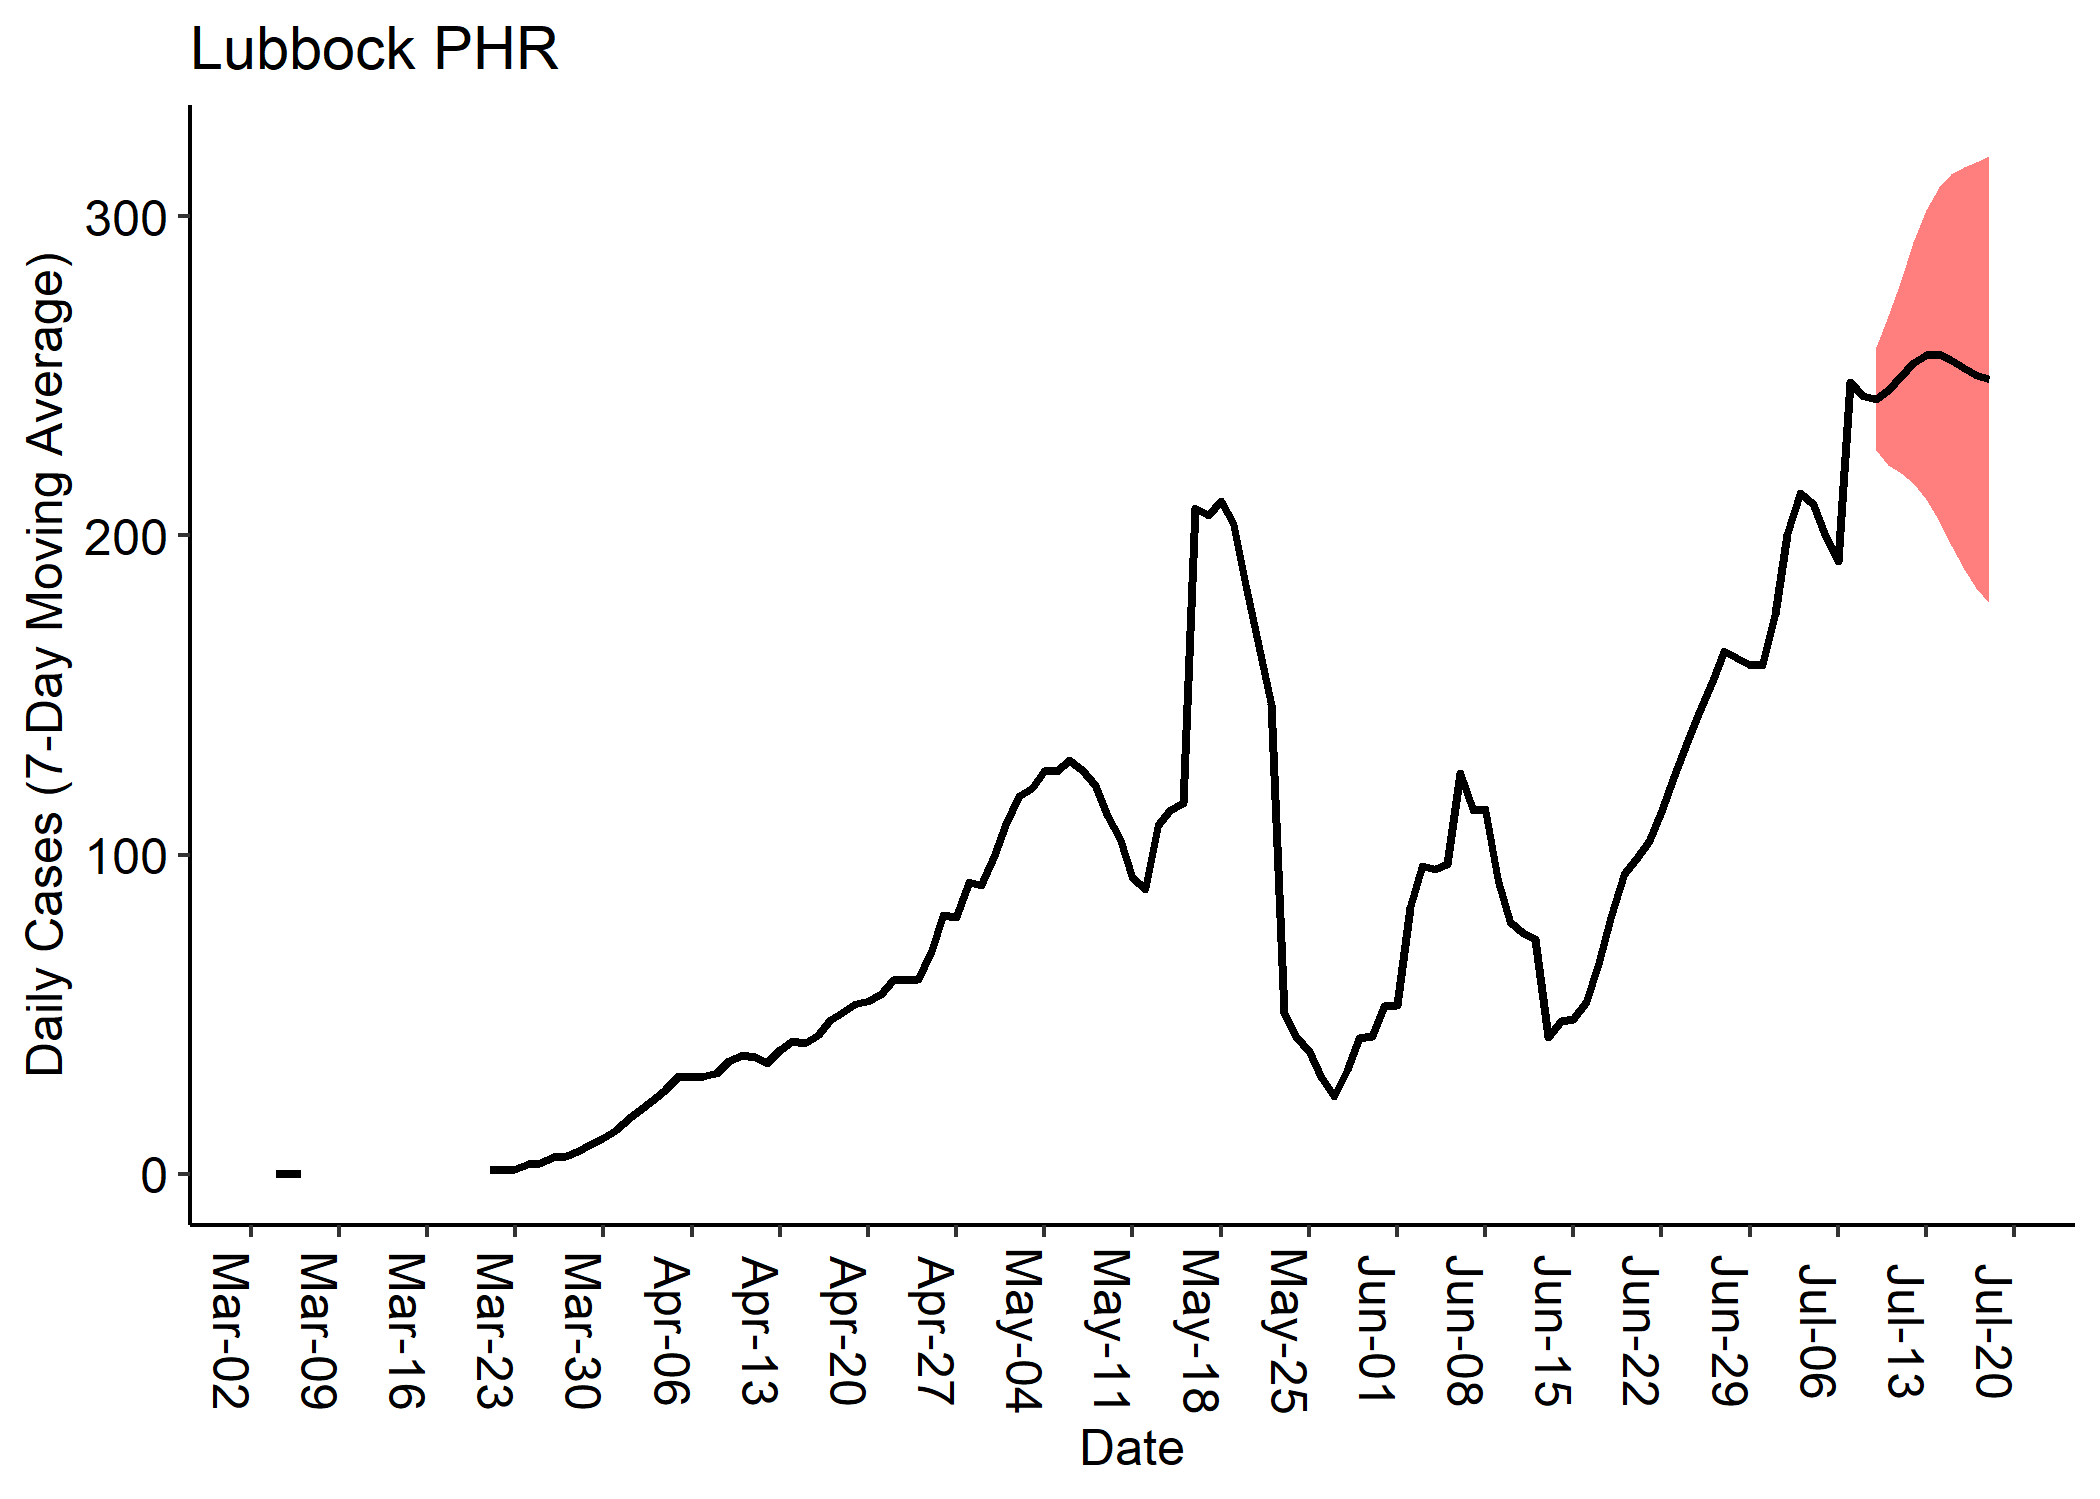 Lubbock PHR
Daily Cases (7-Day Moving Average)
300
200
100
0
Mar-02
Mar-09
Mar-16
Mar-23
Mar-30
Apr-06
Apr-13
Apr-20
Apr-27
May-04
May-11
May-18
May-25
Jun-01
Jun-08
Jun-15
Jun-22
Jun-29
Jul-06
Jul-13
Jul-20
Date